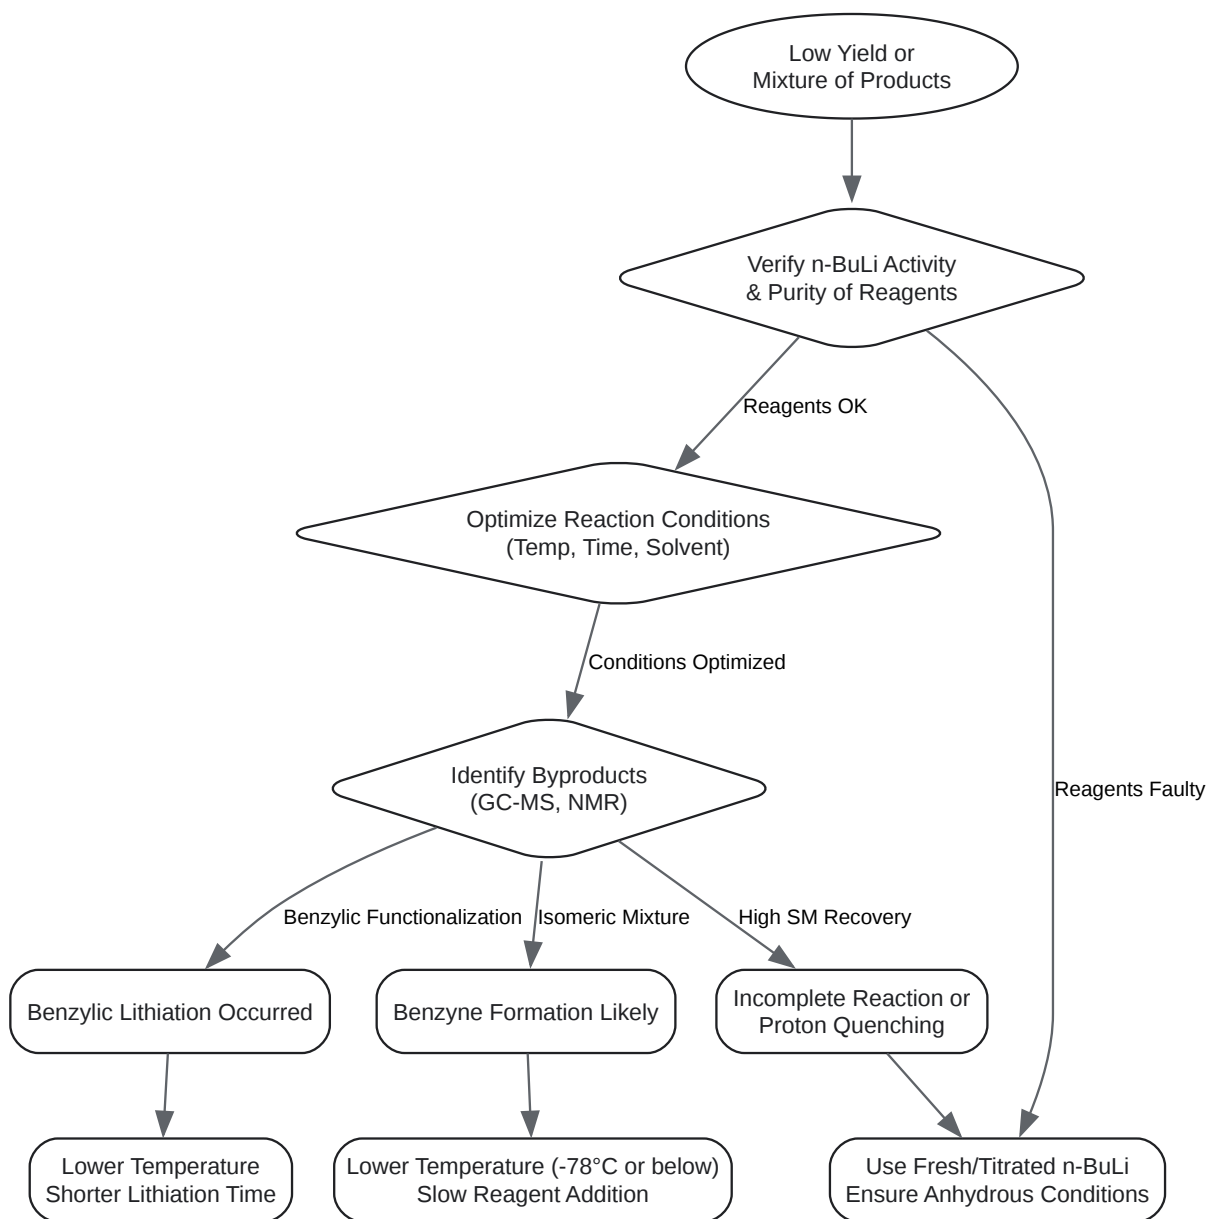 Low Yield or
Mixture of Products
Verify n-BuLi Activity
& Purity of Reagents
Reagents OK
Optimize Reaction Conditions
(Temp, Time, Solvent)
Conditions Optimized
Identify Byproducts
(GC-MS, NMR)
Reagents Faulty
Benzylic Functionalization
Isomeric Mixture
High SM Recovery
Benzylic Lithiation Occurred
Benzyne Formation Likely
Incomplete Reaction or
Proton Quenching
Lower Temperature
Shorter Lithiation Time
Lower Temperature (-78°C or below)
Slow Reagent Addition
Use Fresh/Titrated n-BuLi
Ensure Anhydrous Conditions